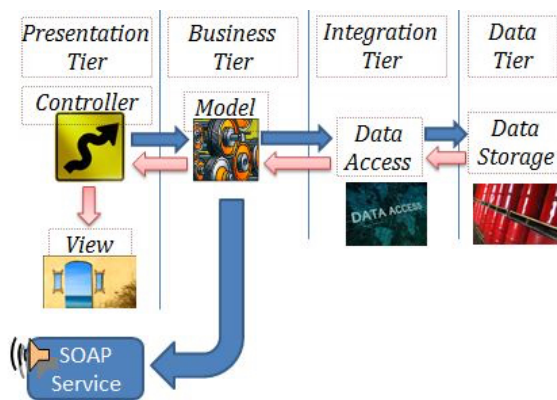 Presentation
Tier
Business
Tier
Integration
Tier
Data
Tier
Controller
Model
Data
Access
Data
Storage
DATA ACCESS
View
SOAP
Service